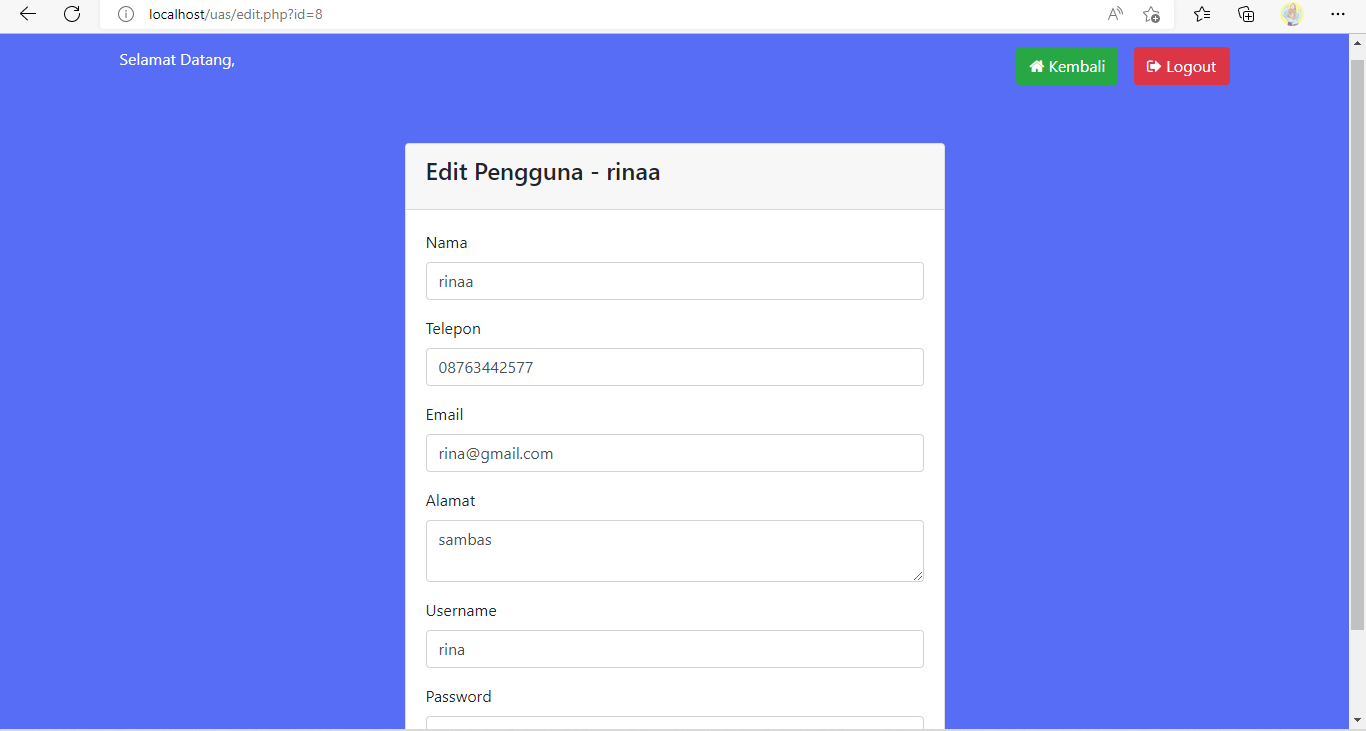 localhost/uas/edit.php?id=8
Selamat Datang,
Kembali
Logout
Edit Pengguna - rinaa
Nama
rinaa
Telepon
08763442577
Email
rina@gmail.com
Alamat
sambas
Username
rina
Password